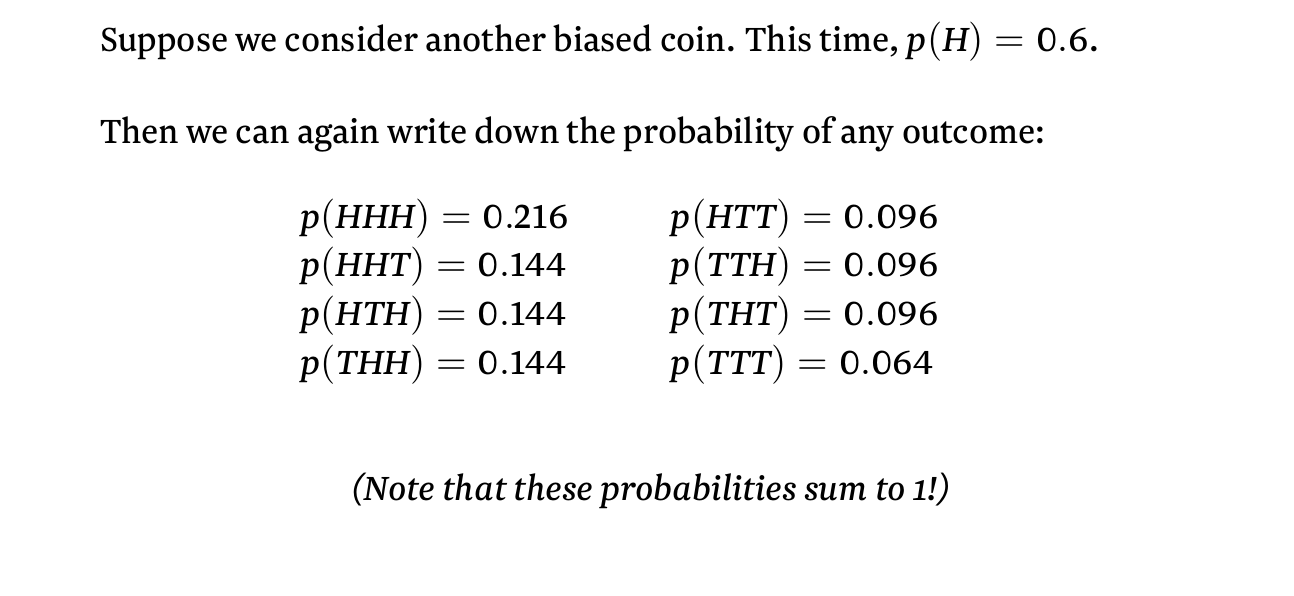 Suppose we consider another biased coin. This time, p(H) = 0.6.
Then we can again write down the probability of any outcome:
p(HHH) = 0.216 p(HTT) = 0.096
p(HHT) = 0.144 p(TTH) = 0.096
p(HTH) = 0.144 p(THT) = 0.096
p(THH) = 0.144 p(TTT) = 0.064
(Note that these probabilities sum to 1!)